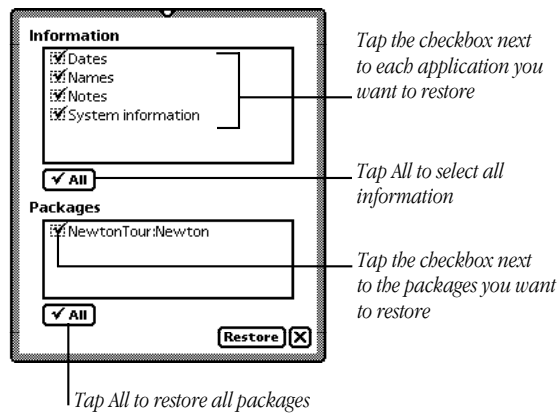 Information
Dates
Names
Notes
System information
All
Packages
NewtonTour:Newton
All
Restore
Tap the checkbox next
to each application you
want to restore
Tap All to select all
information
Tap the checkbox next
to the packages you want
to restore
Tap All to restore all packages